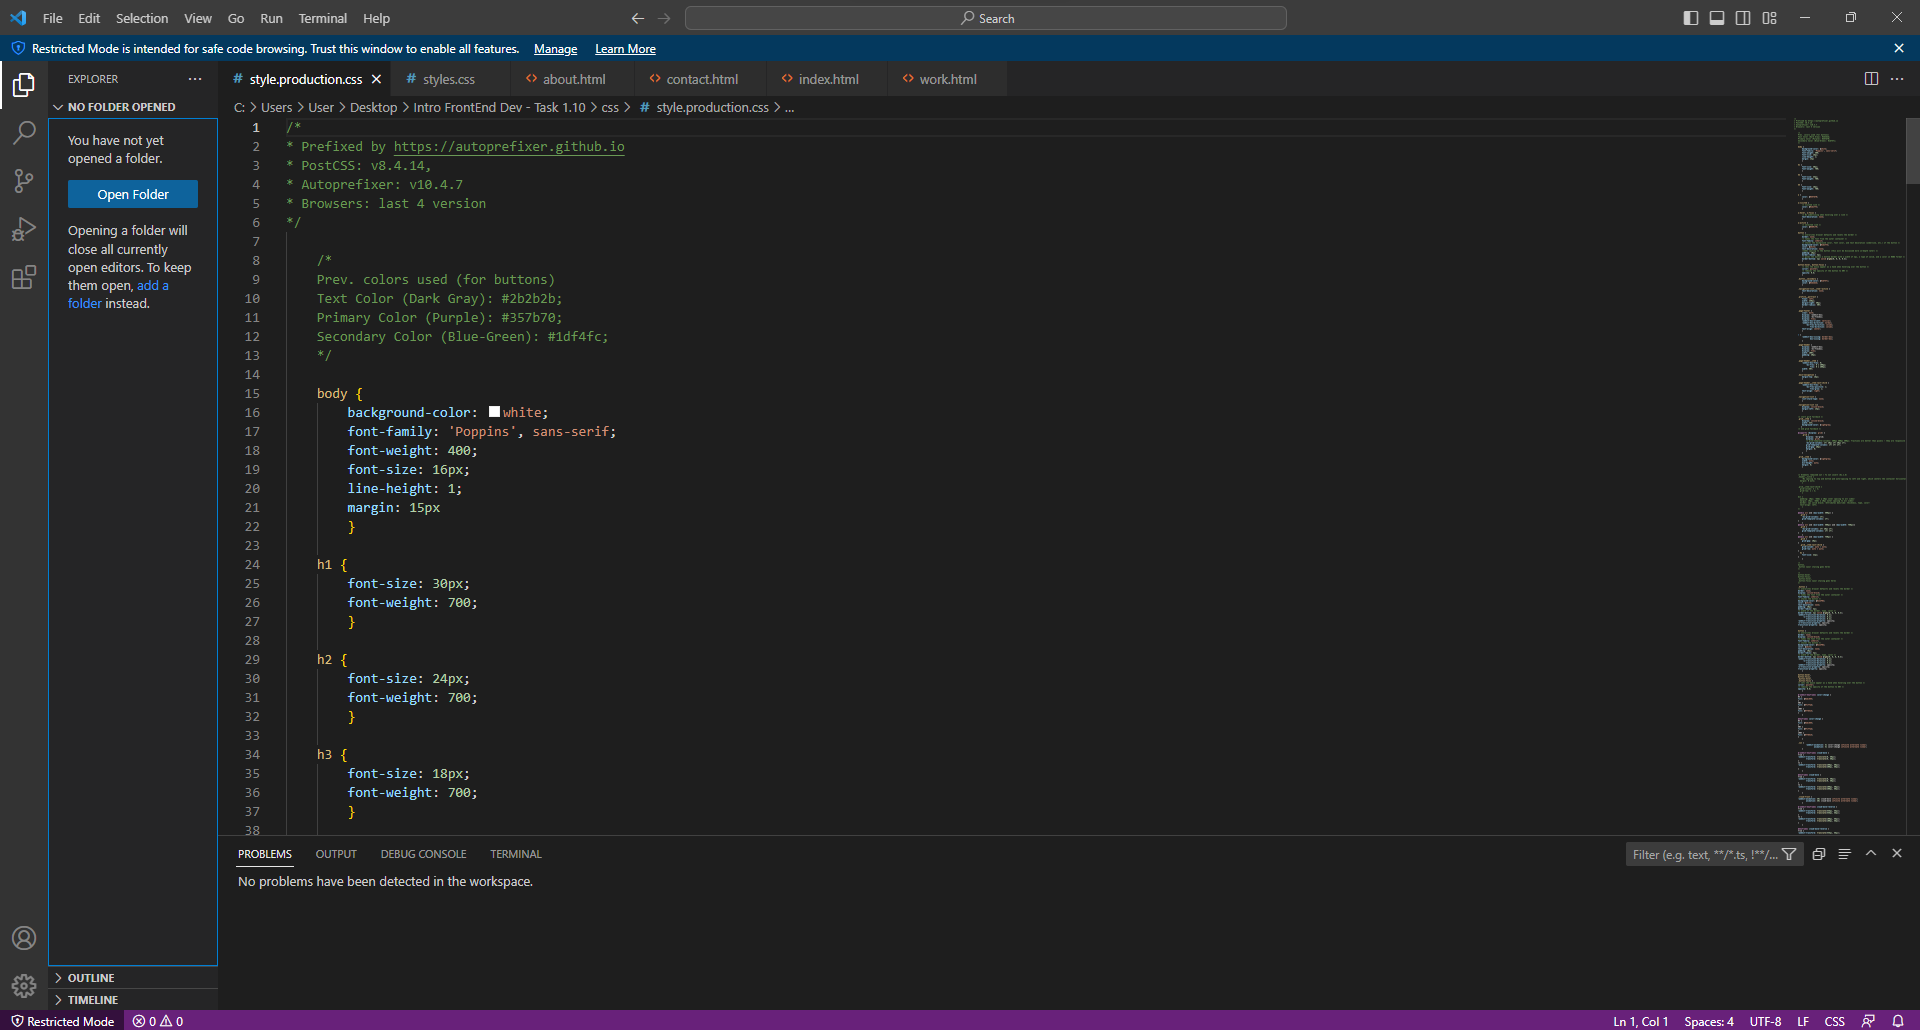 File Edit Selection View Go Run Terminal Help
Search
Restricted Mode is intended for safe code browsing. Trust this window to enable all features. Manage Learn More
EXPLORER
style.production.css styles.css about.html contact.html index.html work.html
NO FOLDER OPENED
C: > Users > User > Desktop > Intro FrontEnd Dev - Task 1.10 > css > # style.production.css > ...
You have not yet
opened a folder.
Open Folder
Opening a folder will
close all currently
open editors. To keep
them open, add a
folder instead.
1 /*
2 * Prefixed by https://autoprefixer.github.io
3 * PostCSS: v8.4.14,
4 * Autoprefixer: v10.4.7
5 * Browsers: last 4 version
6 */
7
8 /*
9 Prev. colors used (for buttons)
10 Text Color (Dark Gray): #2b2b2b;
11 Primary Color (Purple): #357b70;
12 Secondary Color (Blue-Green): #1df4fc;
13 */
14
15 body {
16 background-color: white;
17 font-family: 'Poppins', sans-serif;
18 font-weight: 400;
19 font-size: 16px;
20 line-height: 1;
21 margin: 15px
22 }
23
24 h1 {
25 font-size: 30px;
26 font-weight: 700;
27 }
28
29 h2 {
30 font-size: 24px;
31 font-weight: 700;
32 }
33
34 h3 {
35 font-size: 18px;
36 font-weight: 700;
37 }
38
PROBLEMS OUTPUT DEBUG CONSOLE TERMINAL
Filter (e.g. text, **/*.ts, !**/...
No problems have been detected in the workspace.
OUTLINE
TIMELINE
Restricted Mode 0 0
Ln 1, Col 1 Spaces: 4 UTF-8 LF CSS